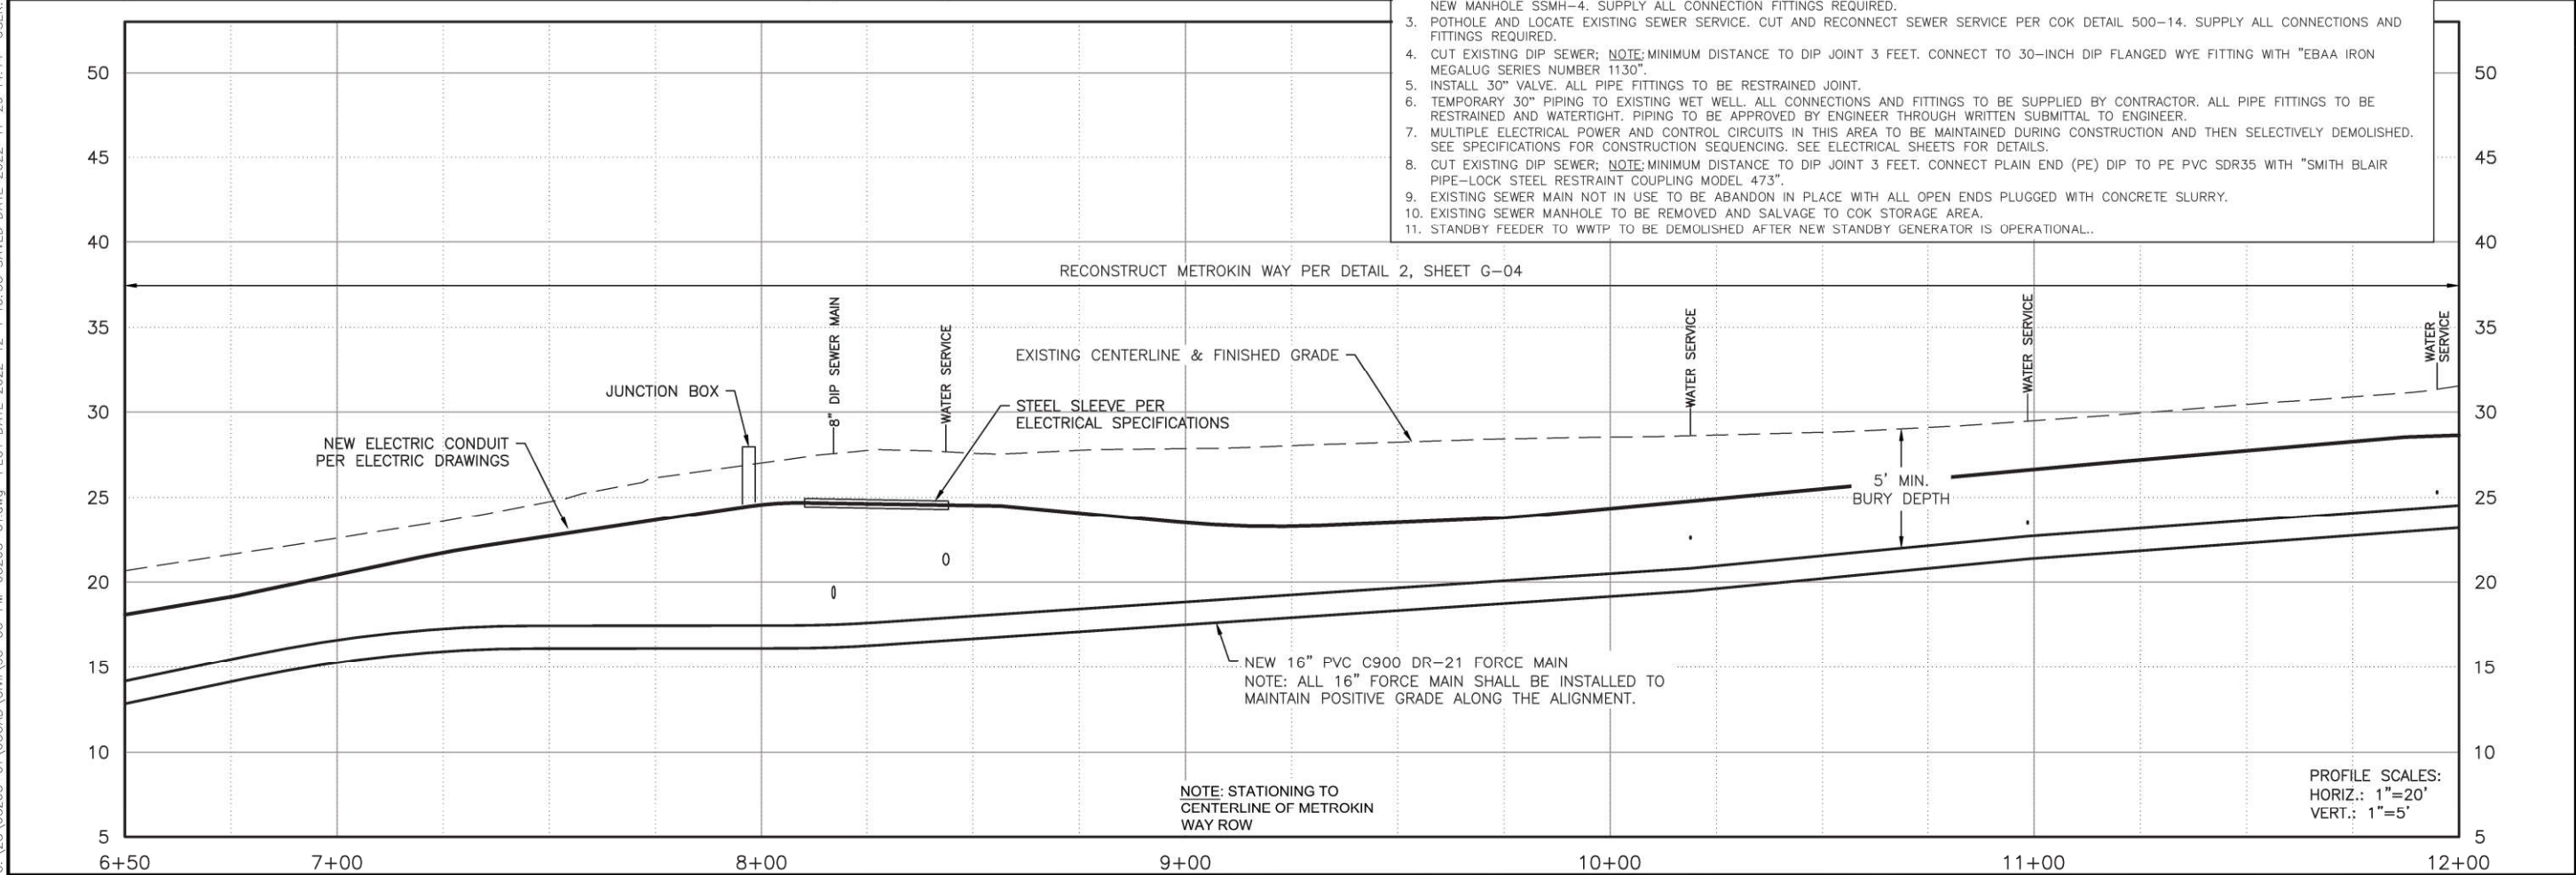 NEW MANHOLE SSMH-4. SUPPLY ALL CONNECTION FITTINGS REQUIRED.
3. POTHOLE AND LOCATE EXISTING SEWER SERVICE. CUT AND RECONNECT SEWER SERVICE PER COK DETAIL 500-14. SUPPLY ALL CONNECTIONS AND
FITTINGS REQUIRED.
4. CUT EXISTING DIP SEWER; NOTE: MINIMUM DISTANCE TO DIP JOINT 3 FEET. CONNECT TO 30-INCH DIP FLANGED WYE FITTING WITH "EBAA IRON
MEGALUG SERIES NUMBER 1130".
5. INSTALL 30" VALVE. ALL PIPE FITTINGS TO BE RESTRAINED JOINT.
6. TEMPORARY 30" PIPING TO EXISTING WET WELL. ALL CONNECTIONS AND FITTINGS TO BE SUPPLIED BY CONTRACTOR. ALL PIPE FITTINGS TO BE
RESTRAINED AND WATERTIGHT. PIPING TO BE APPROVED BY ENGINEER THROUGH WRITTEN SUBMITTAL TO ENGINEER.
7. MULTIPLE ELECTRICAL POWER AND CONTROL CIRCUITS IN THIS AREA TO BE MAINTAINED DURING CONSTRUCTION AND THEN SELECTIVELY DEMOLISHED.
SEE SPECIFICATIONS FOR CONSTRUCTION SEQUENCING. SEE ELECTRICAL SHEETS FOR DETAILS.
8. CUT EXISTING DIP SEWER; NOTE: MINIMUM DISTANCE TO DIP JOINT 3 FEET. CONNECT PLAIN END (PE) DIP TO PE PVC SDR35 WITH "SMITH BLAIR
PIPE-LOCK STEEL RESTRAINT COUPLING MODEL 473".
9. EXISTING SEWER MAIN NOT IN USE TO BE ABANDON IN PLACE WITH ALL OPEN ENDS PLUGGED WITH CONCRETE SLURRY.
10. EXISTING SEWER MANHOLE TO BE REMOVED AND SALVAGE TO COK STORAGE AREA.
11. STANDBY FEEDER TO WWTP TO BE DEMOLISHED AFTER NEW STANDBY GENERATOR IS OPERATIONAL..
50 50
45 45
40 40
RECONSTRUCT METROKIN WAY PER DETAIL 2, SHEET G-04
35 35
8" DIP SEWER MAIN
WATER SERVICE
WATER SERVICE
WATER SERVICE
WATER
SERVICE
EXISTING CENTERLINE & FINISHED GRADE
JUNCTION BOX
STEEL SLEEVE PER
ELECTRICAL SPECIFICATIONS
30 30
NEW ELECTRIC CONDUIT
PER ELECTRIC DRAWINGS
25 25
5' MIN.
BURY DEPTH
20 20
15 15
NEW 16" PVC C900 DR-21 FORCE MAIN
NOTE: ALL 16" FORCE MAIN SHALL BE INSTALLED TO
MAINTAIN POSITIVE GRADE ALONG THE ALIGNMENT.
10 10
NOTE: STATIONING TO
CENTERLINE OF METROKIN
WAY ROW
PROFILE SCALES:
HORIZ.: 1"=20'
VERT.: 1"=5'
5 5
6+50 7+00 8+00 9+00 10+00 11+00 12+00